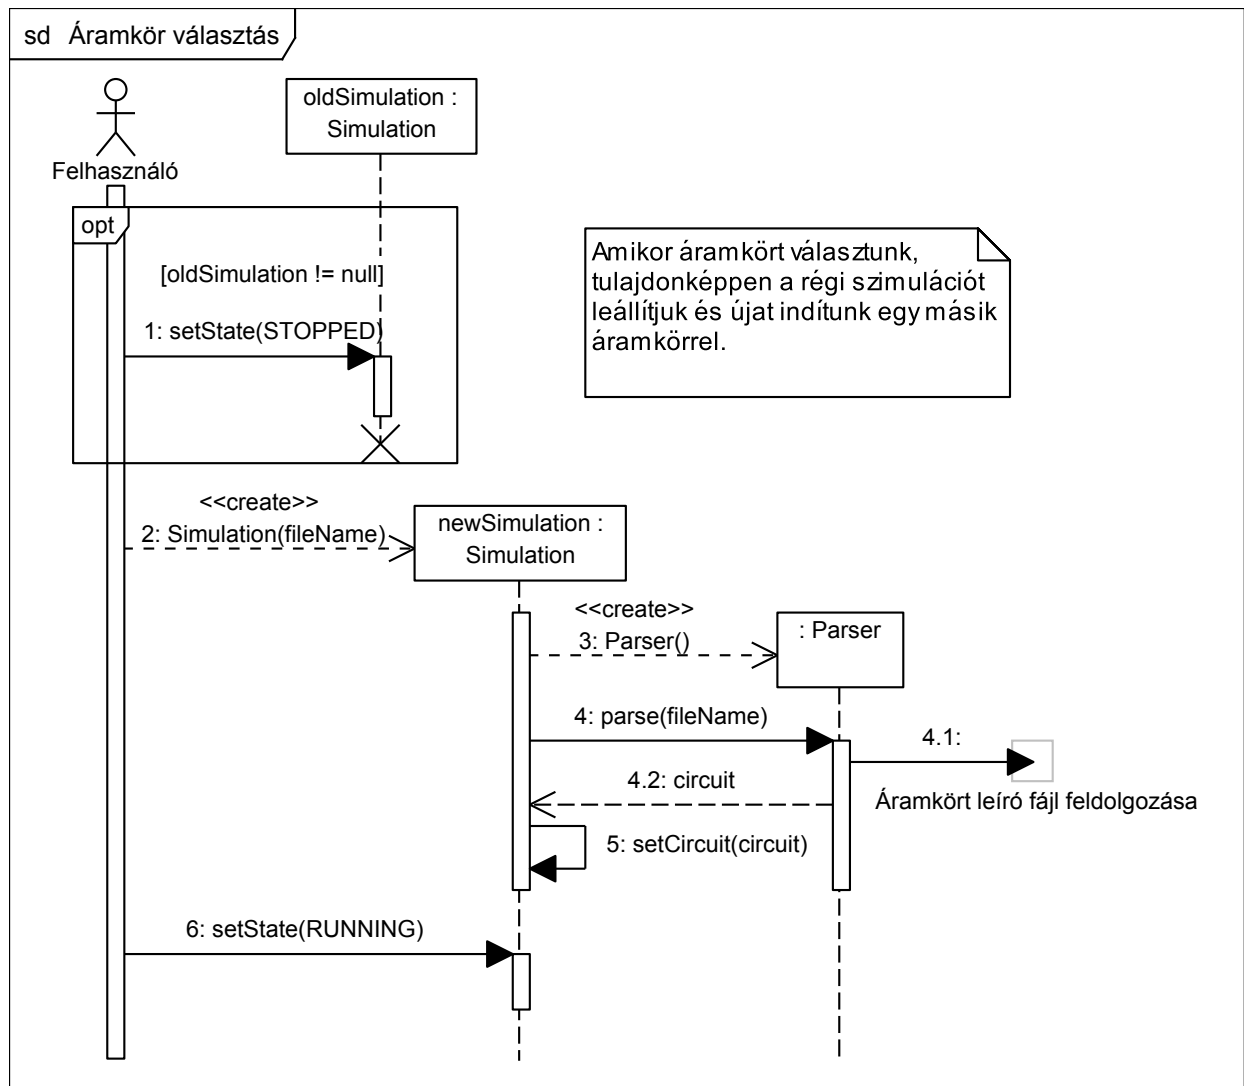 sd Áramkör választás
oldSimulation :
Simulation
Felhasználó
opt
[oldSimulation != null]
1: setState(STOPPED)
Amikor áramkört választunk,
tulajdonképpen a régi szimulációt
leállítjuk és újat indítunk egy másik
áramkörrel.
<<create>>
2: Simulation(fileName)
newSimulation :
Simulation
<<create>>
3: Parser()
: Parser
4: parse(fileName)
4.1:
4.2: circuit
Áramkört leíró fájl feldolgozása
5: setCircuit(circuit)
6: setState(RUNNING)